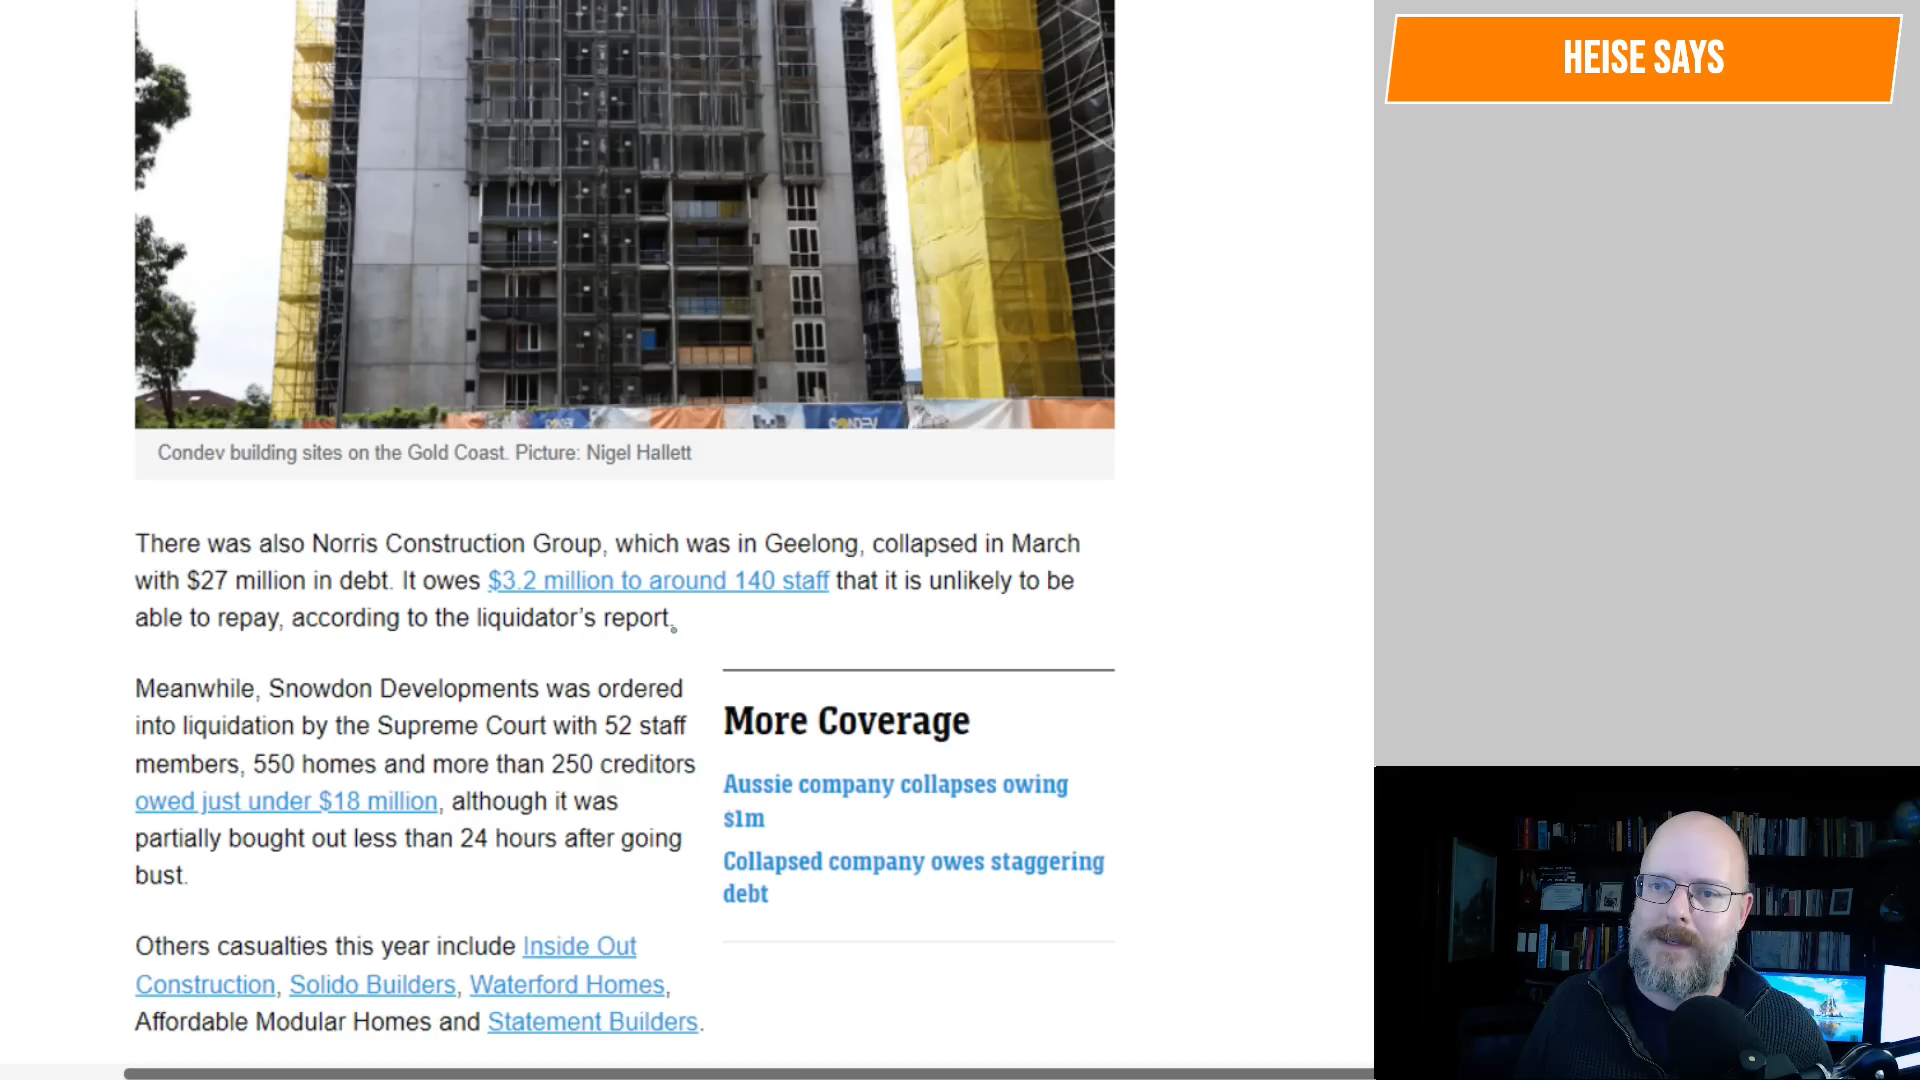 HEISE SAYS
CONDEV
Condev building sites on the Gold Coast. Picture: Nigel Hallett
There was also Norris Construction Group, which was in Geelong, collapsed in March
with $27 million in debt. It owes $3.2 million to around 140 staff that it is unlikely to be
able to repay, according to the liquidator’s report.
Meanwhile, Snowdon Developments was ordered
into liquidation by the Supreme Court with 52 staff
members, 550 homes and more than 250 creditors
owed just under $18 million, although it was
partially bought out less than 24 hours after going
bust.
Others casualties this year include Inside Out
Construction, Solido Builders, Waterford Homes,
Affordable Modular Homes and Statement Builders.
More Coverage
Aussie company collapses owing
$1m
Collapsed company owes staggering
debt